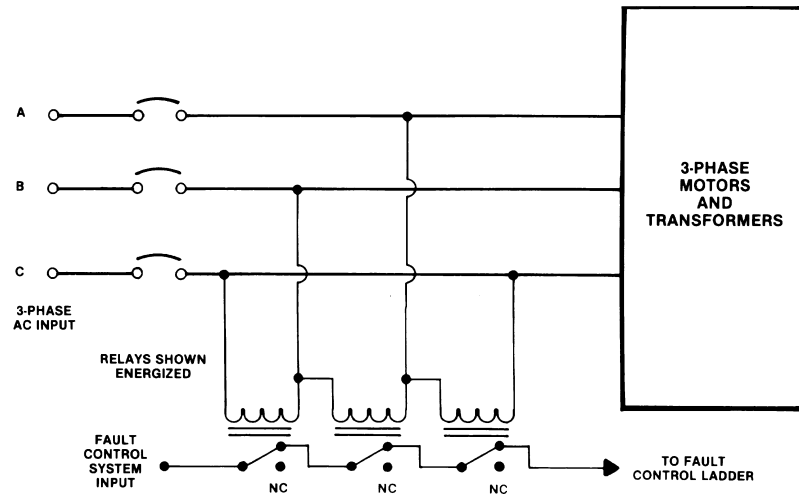 A
B
C
3-PHASE
AC INPUT
3-PHASE
MOTORS
AND
TRANSFORMERS
RELAYS SHOWN
ENERGIZED
FAULT
CONTROL
SYSTEM
INPUT
NC
NC
NC
TO FAULT
CONTROL LADDER